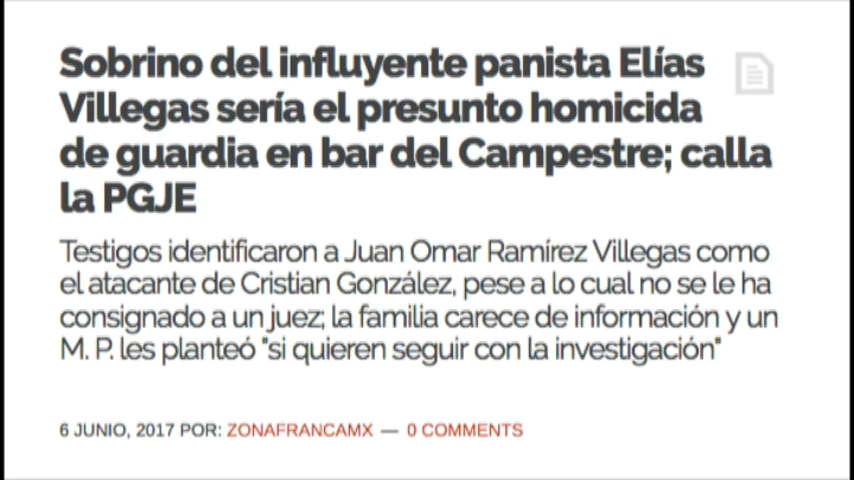 Sobrino del influyente panista Elías
Villegas sería el presunto homicida
de guardia en bar del Campestre; calla
la PGJE
Testigos identificaron a Juan Omar Ramírez Villegas como
el atacante de Cristian González, pese a lo cual no se le ha
consignado a un juez; la familia carece de información y un
M. P. les planteó "si quieren seguir con la investigación"
6 JUNIO, 2017 POR: ZONAFRANCAMX — 0 COMMENTS